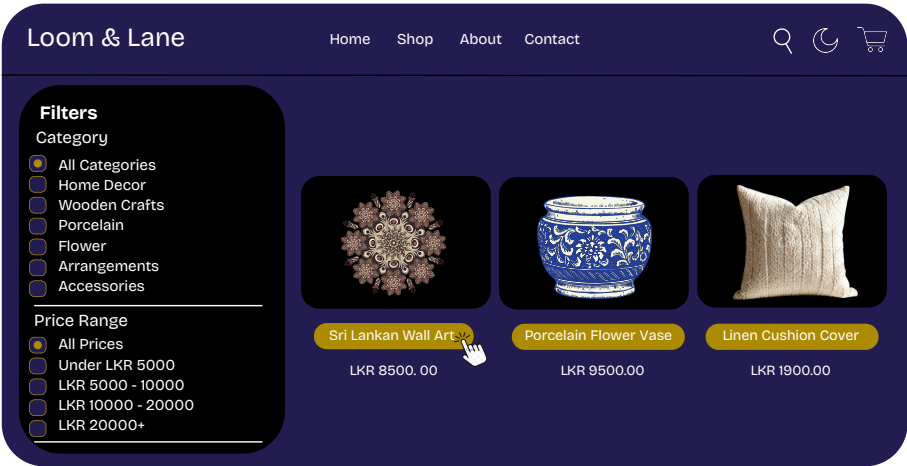 Loom & Lane
Home Shop About Contact
Filters
Category
All Categories
Home Decor
Wooden Crafts
Porcelain
Flower
Arrangements
Accessories
Price Range
All Prices
Under LKR 5000
LKR 5000 - 10000
LKR 10000 - 20000
LKR 20000+
Sri Lankan Wall Art
LKR 8500. 00
Porcelain Flower Vase
LKR 9500.00
Linen Cushion Cover
LKR 1900.00